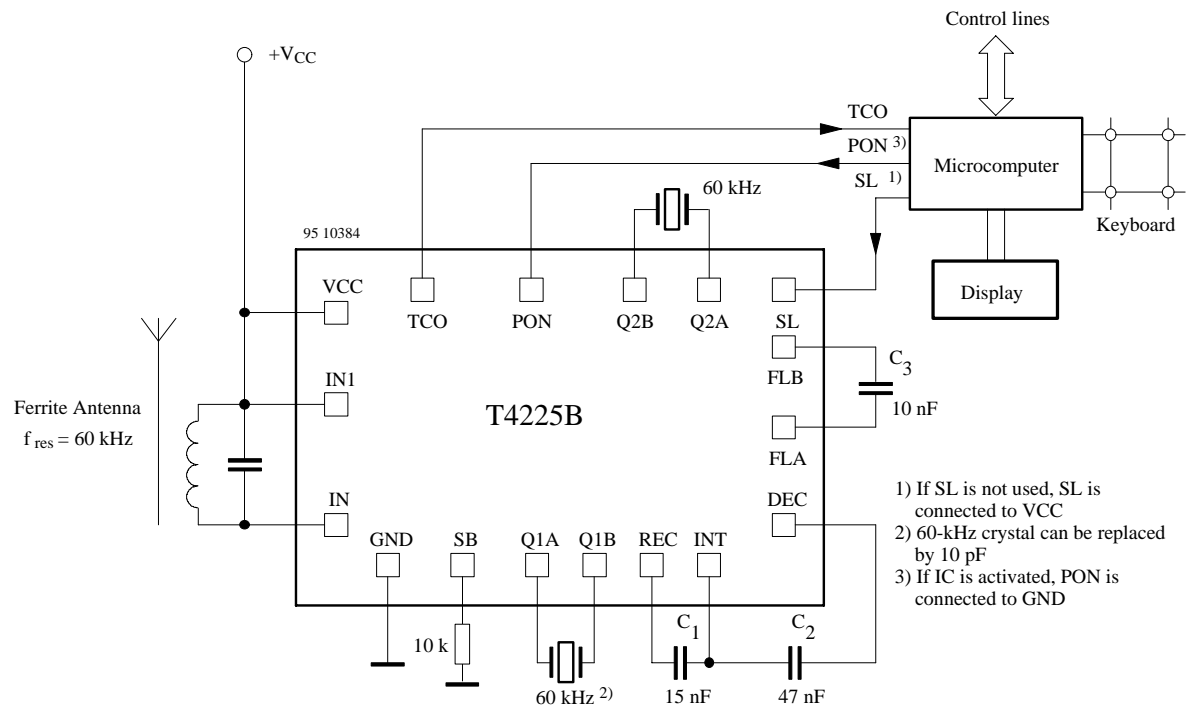 Control lines
+VCC
TCO
PON 3)
Microcomputer
SL 1)
60 kHz
Keyboard
95 10384
VCC
TCO
PON
Q2B
Q2A
SL
Display
FLB
C3
IN1
10 nF
Ferrite Antenna
f res = 60 kHz
T4225B
FLA
IN
DEC
GND
SB
Q1A
Q1B
REC
INT
1) If SL is not used, SL is
connected to VCC
2) 60-kHz crystal can be replaced
by 10 pF
3) If IC is activated, PON is
connected to GND
10 k
C1
C2
60 kHz 2)
15 nF
47 nF